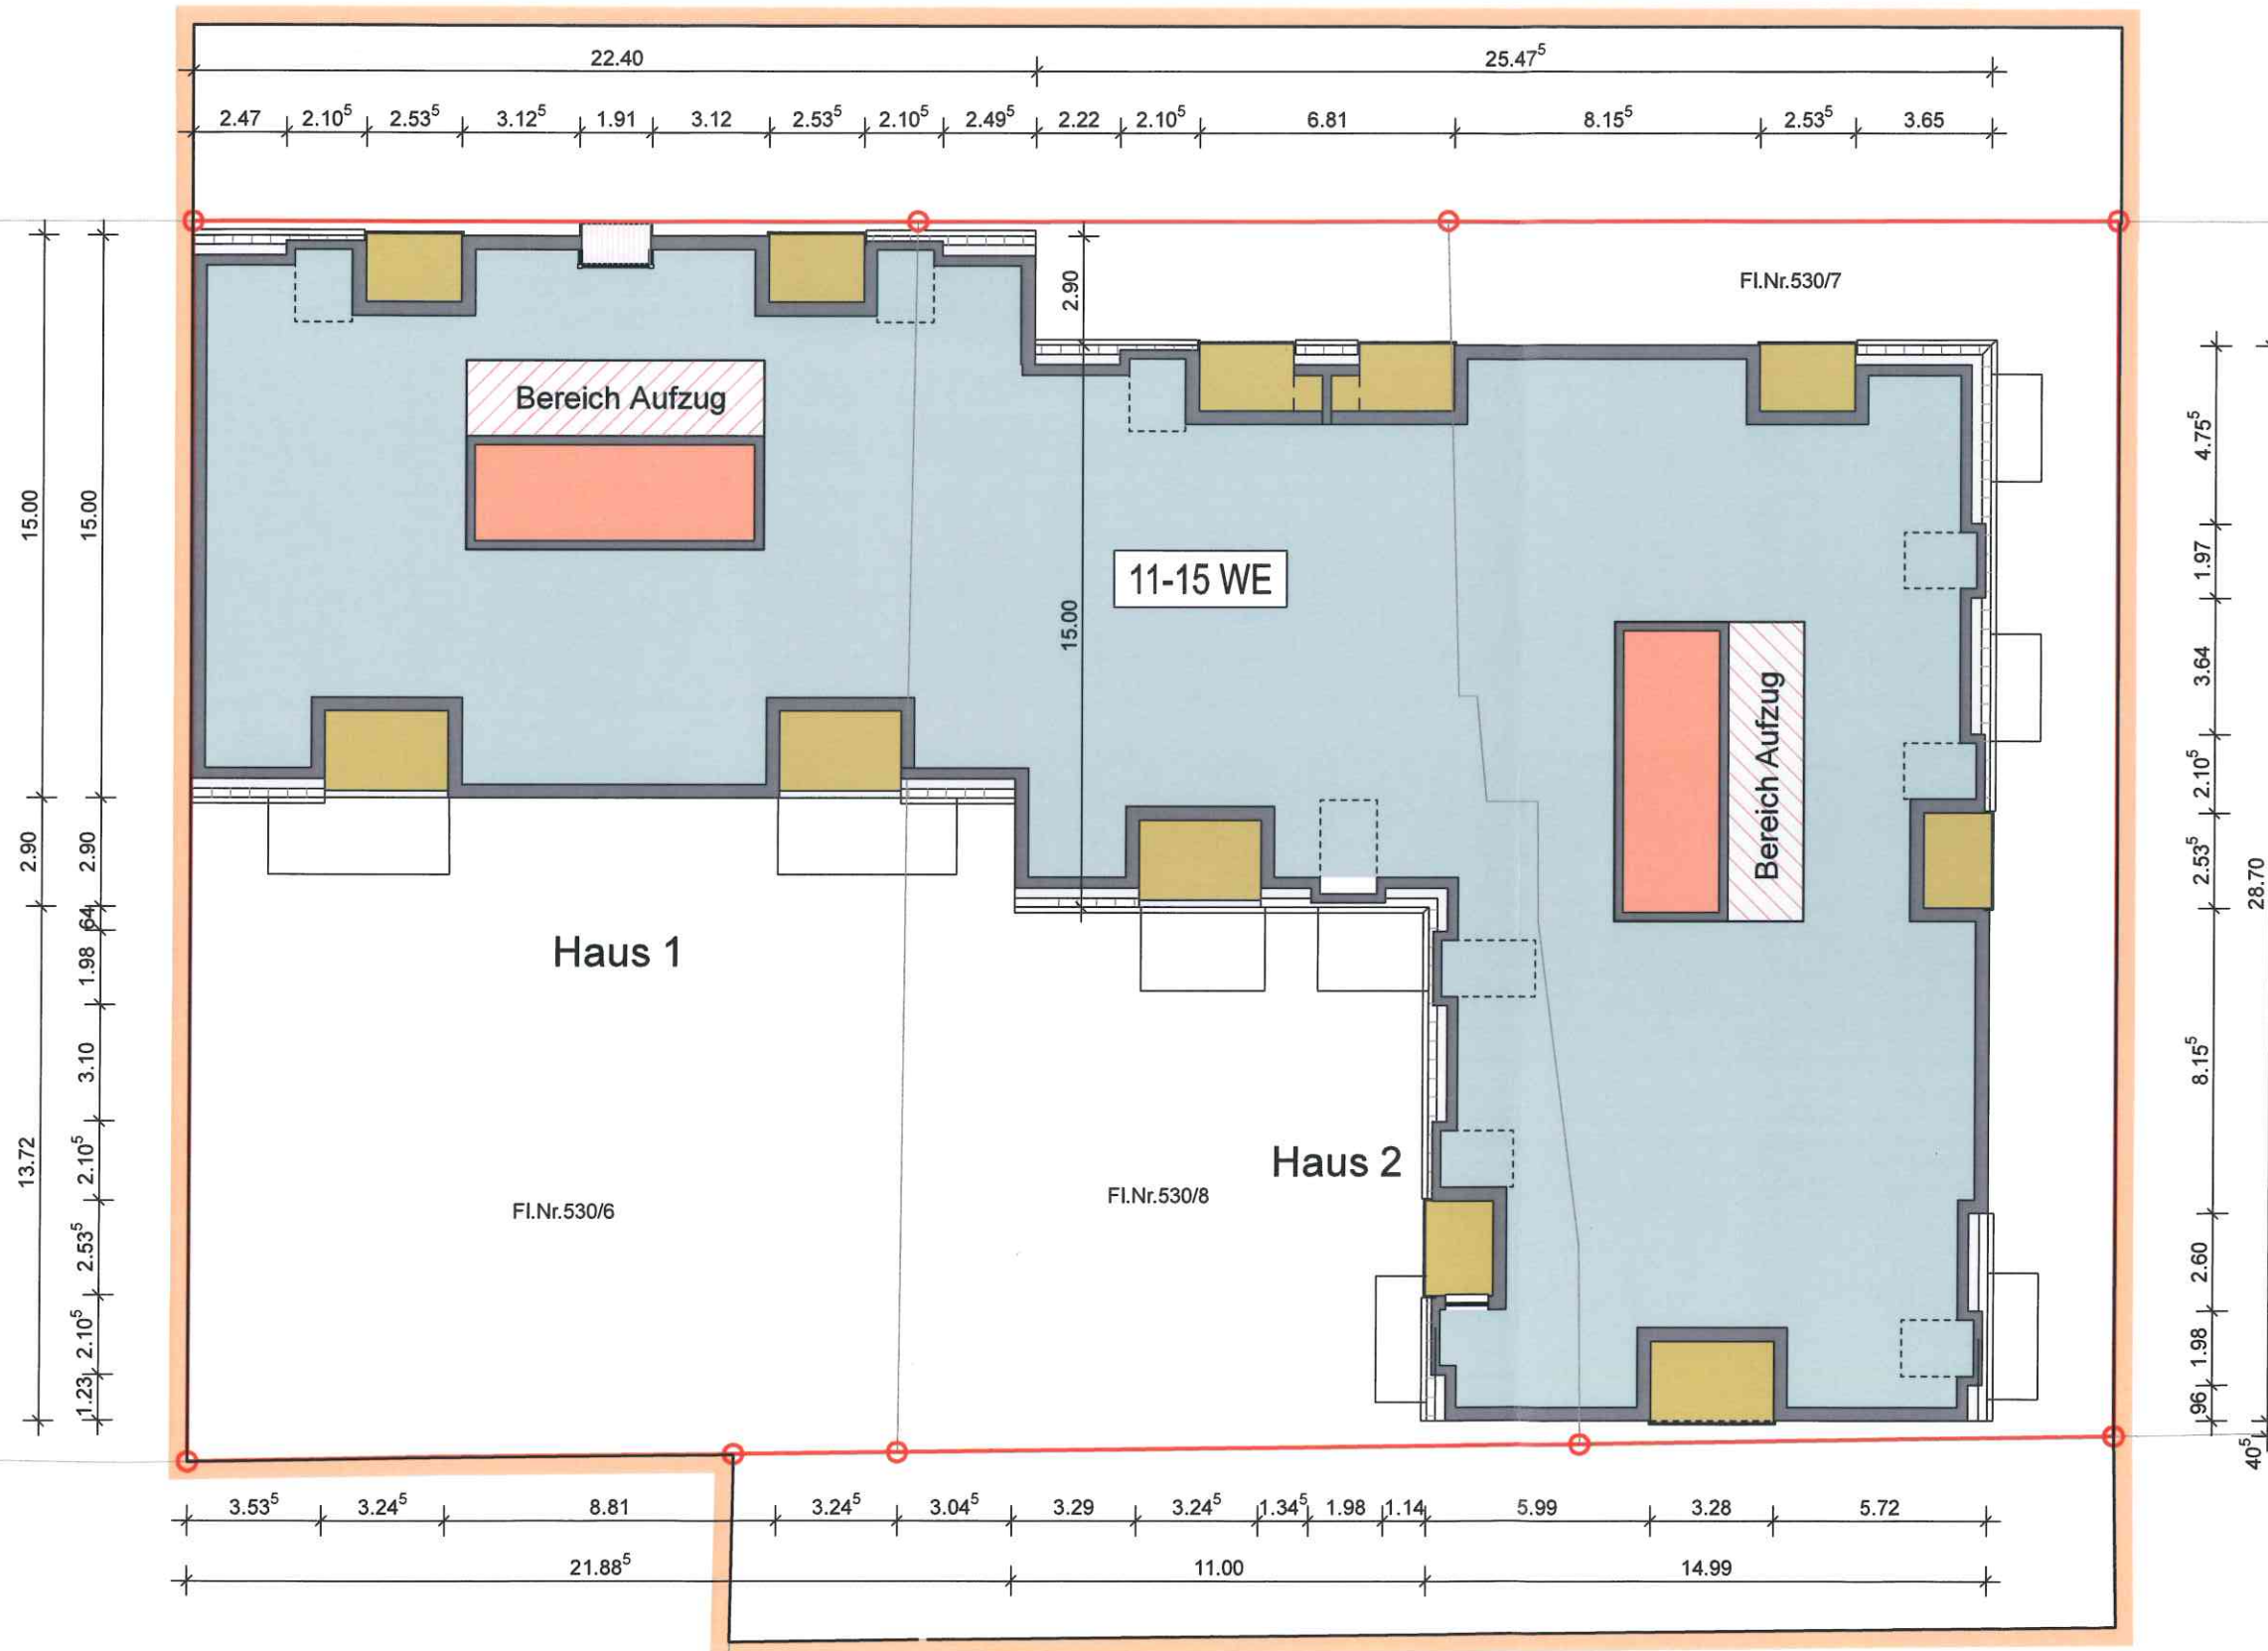 22.40 25.47⁵
2.47 2.10⁵ 2.53⁵ 3.12⁵ 1.91 3.12 2.53⁵ 2.10⁵ 2.49⁵ 2.22 2.10⁵ 6.81 8.15⁵ 2.53⁵ 3.65
2.90
Fl.Nr.530/7
Bereich Aufzug
11-15 WE
15.00
Bereich Aufzug
15.00
2.90
13.72
15.00
2.90
64
1.98
3.10
2.10⁵
2.53⁵
2.10⁵
1.23
4.75⁵
1.97
3.64
2.10⁵
2.53⁵
8.15⁵
2.60
1.98
96
28.70
40⁵
Haus 1
Haus 2
Fl.Nr.530/6
Fl.Nr.530/8
3.53⁵ 3.24⁵ 8.81 3.24⁵ 3.04⁵ 3.29 3.24⁵ 1.34⁵ 1.98 1.14 5.99 3.28 5.72
21.88⁵ 11.00 14.99